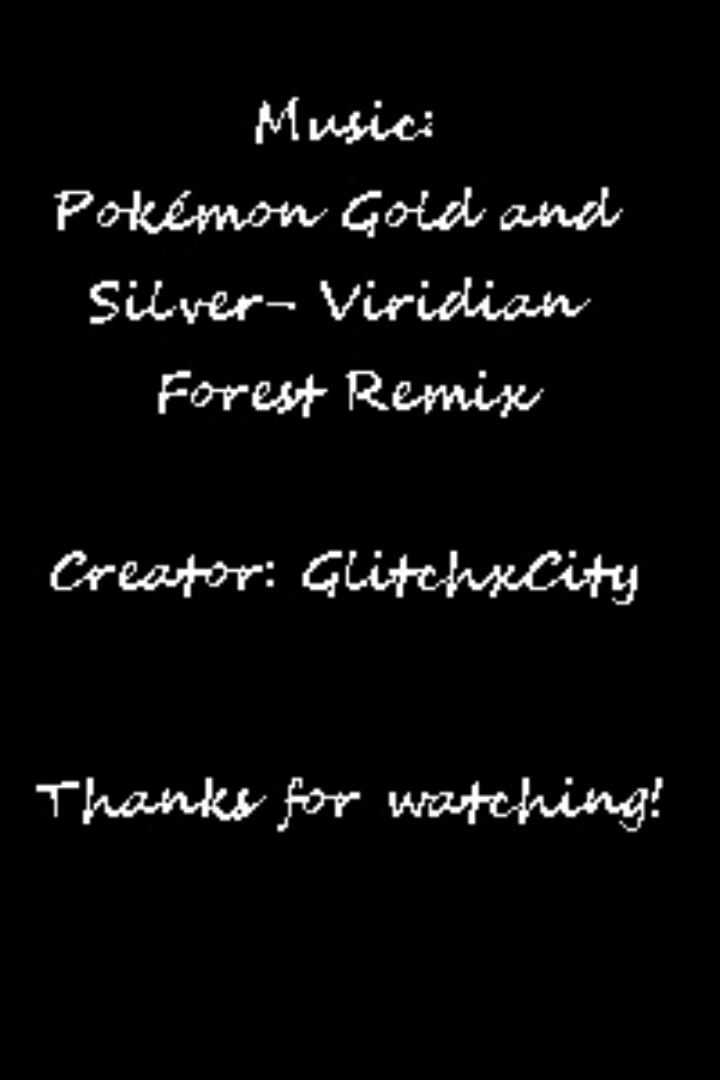 Music:
Pokémon Gold and
Silver- Viridian
Forest Remix
Creator: GlitchxCity
Thanks for watching!